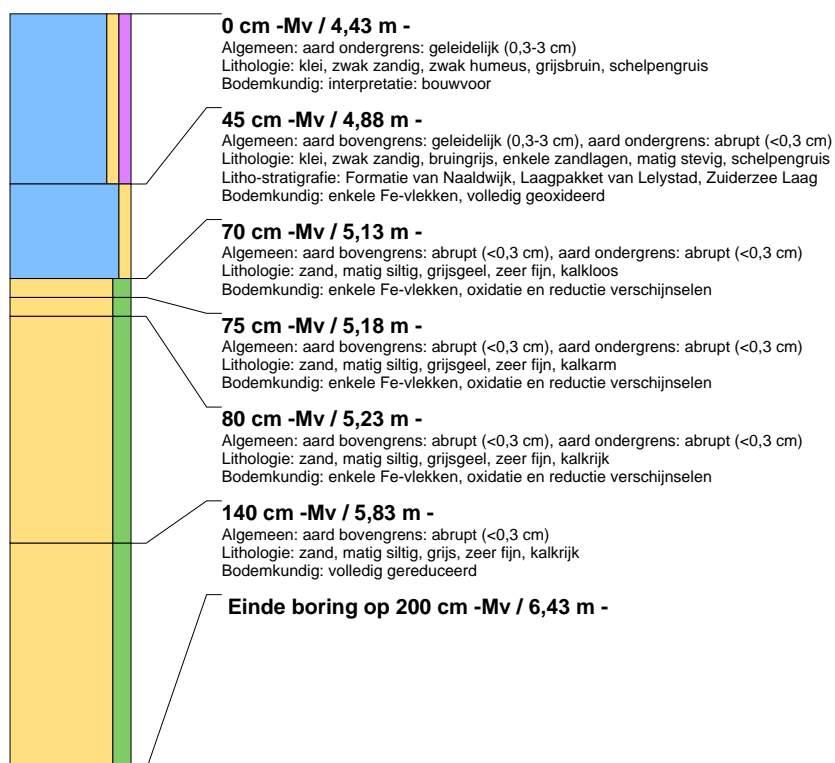 0 cm -Mv / 4,43 m -
Algemeen: aard ondergrens: geleidelijk (0,3-3 cm)
Lithologie: klei, zwak zandig, zwak humeus, grijsbruin, schelpengruis
Bodemkundig: interpretatie: bouwvoor
45 cm -Mv / 4,88 m -
Algemeen: aard bovengrens: geleidelijk (0,3-3 cm), aard ondergrens: abrupt (<0,3 cm)
Lithologie: klei, zwak zandig, bruingrijs, enkele zandlagen, matig stevig, schelpengruis
Litho-stratigrafie: Formatie van Naaldwijk, Laagpakket van Lelystad, Zuiderzee Laag
Bodemkundig: enkele Fe-vlekken, volledig geoxideerd
70 cm -Mv / 5,13 m -
Algemeen: aard bovengrens: abrupt (<0,3 cm), aard ondergrens: abrupt (<0,3 cm)
Lithologie: zand, matig siltig, grijsgeel, zeer fijn, kalkloos
Bodemkundig: enkele Fe-vlekken, oxidatie en reductie verschijnselen
75 cm -Mv / 5,18 m -
Algemeen: aard bovengrens: abrupt (<0,3 cm), aard ondergrens: abrupt (<0,3 cm)
Lithologie: zand, matig siltig, grijsgeel, zeer fijn, kalkarm
Bodemkundig: enkele Fe-vlekken, oxidatie en reductie verschijnselen
80 cm -Mv / 5,23 m -
Algemeen: aard bovengrens: abrupt (<0,3 cm), aard ondergrens: abrupt (<0,3 cm)
Lithologie: zand, matig siltig, grijsgeel, zeer fijn, kalkrijk
Bodemkundig: enkele Fe-vlekken, oxidatie en reductie verschijnselen
140 cm -Mv / 5,83 m -
Algemeen: aard bovengrens: abrupt (<0,3 cm)
Lithologie: zand, matig siltig, grijs, zeer fijn, kalkrijk
Bodemkundig: volledig gereduceerd
Einde boring op 200 cm -Mv / 6,43 m -